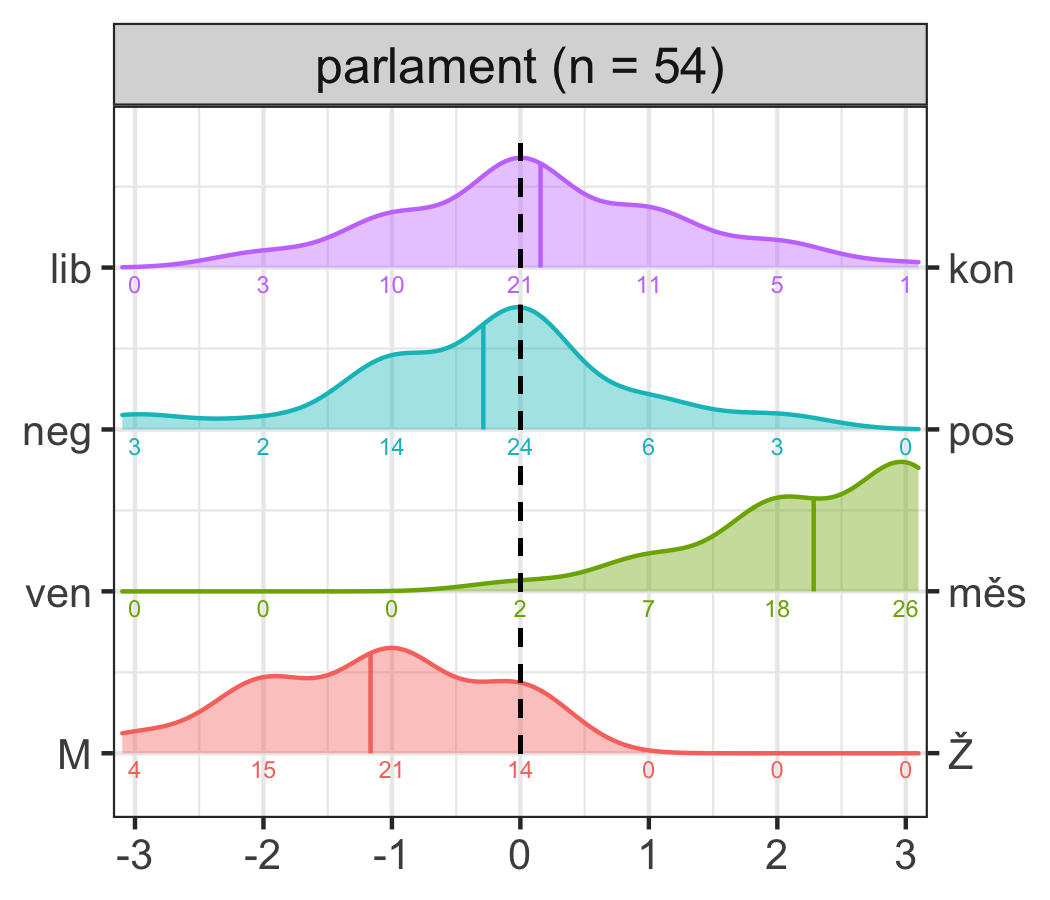 parlament (n = 54)
lib kon
0 3 10 21 11 5 1
neg pos
3 2 14 24 6 3 0
ven měs
0 0 0 2 7 18 26
M Ž
4 15 21 14 0 0 0
-3 -2 -1 0 1 2 3